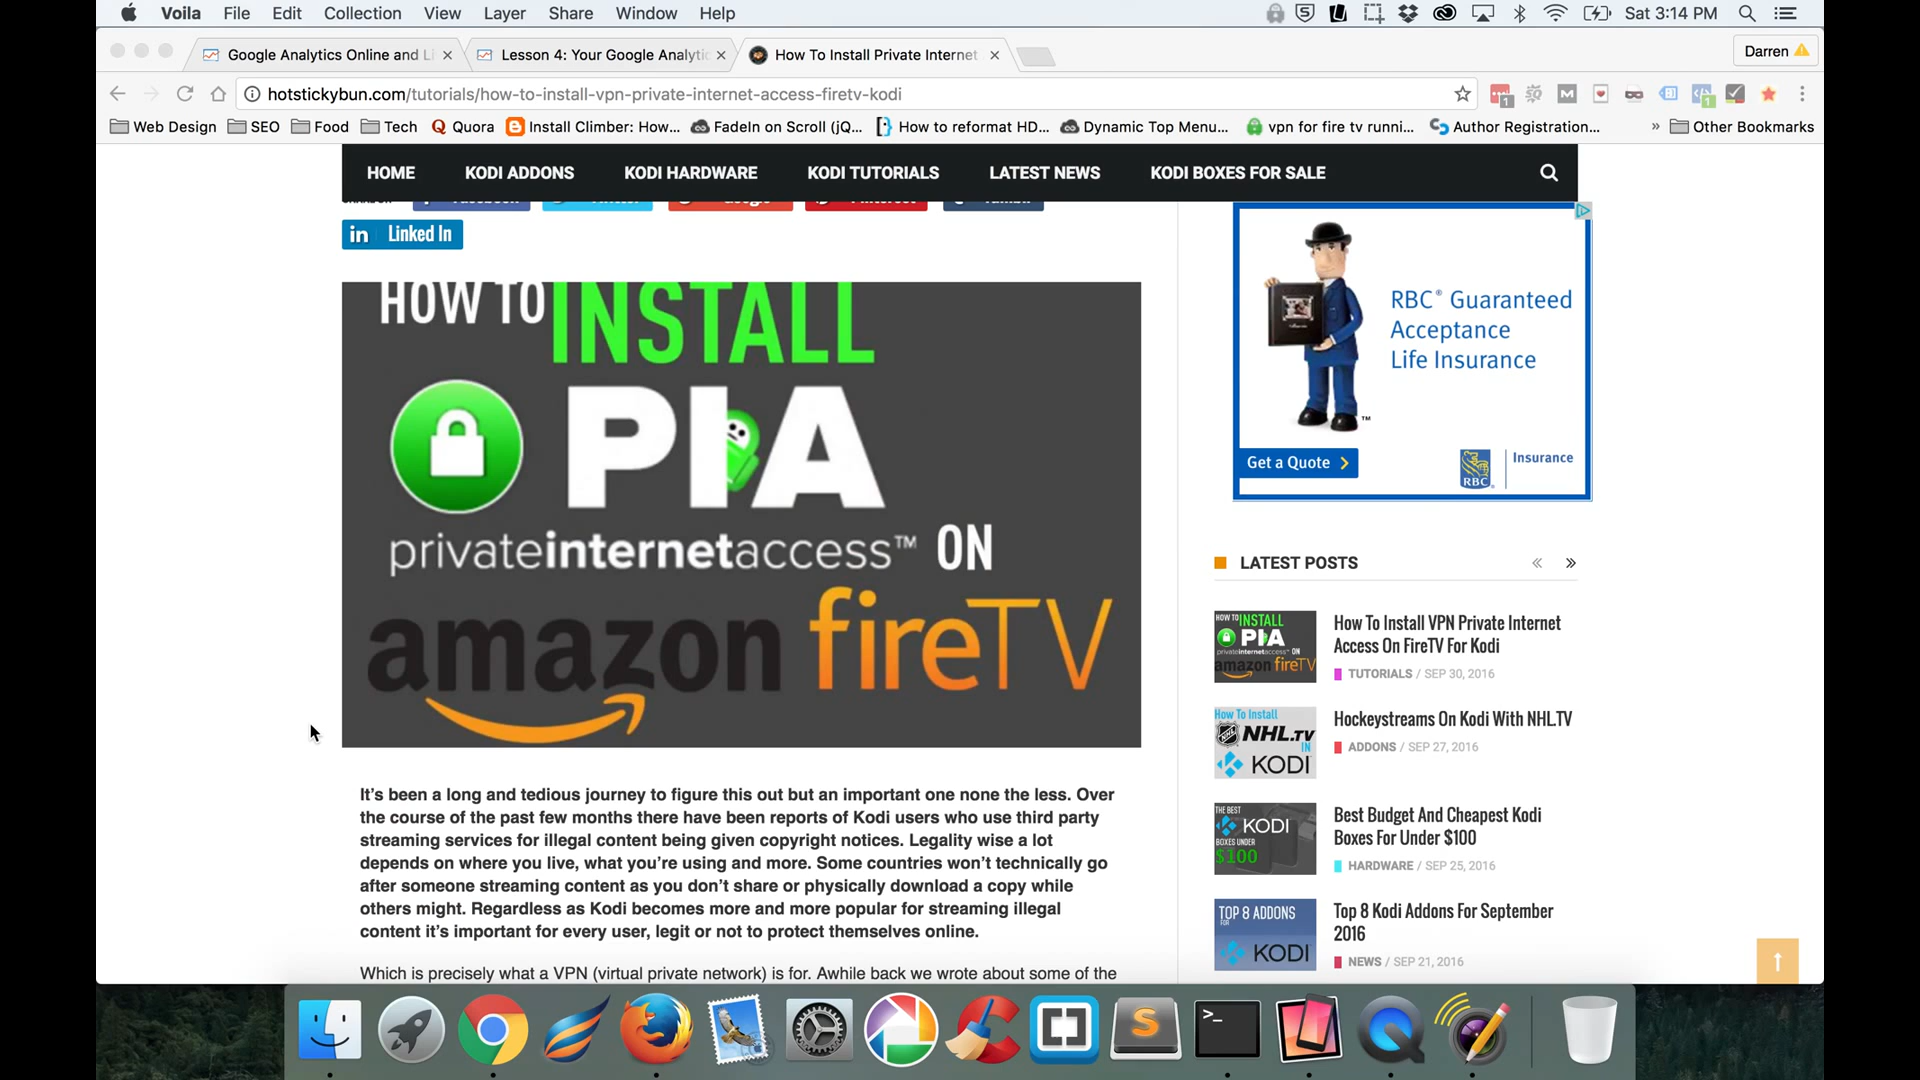 Voila File Edit Collection View Layer Share Window Help Sat 3:14 PM
Google Analytics Online and Li Lesson 4: Your Google Analytic How To Install Private Internet Darren
hotstickybun.com/tutorials/how-to-install-vpn-private-internet-access-firetv-kodi
Web Design SEO Food Tech Quora Install Climber: How... FadeIn on Scroll (jQ... How to reformat HD... Dynamic Top Menu... vpn for fire tv runni... Author Registration... » Other Bookmarks
HOME KODI ADDONS KODI HARDWARE KODI TUTORIALS LATEST NEWS KODI BOXES FOR SALE
in Linked In
HOW TO INSTALL
PIA
privateinternetaccess™ ON
amazon fireTV
It's been a long and tedious journey to figure this out but an important one none the less. Over
the course of the past few months there have been reports of Kodi users who use third party
streaming services for illegal content being given copyright notices. Legality wise a lot
depends on where you live, what you're using and more. Some countries won't technically go
after someone streaming content as you don't share or physically download a copy while
others might. Regardless as Kodi becomes more and more popular for streaming illegal
content it's important for every user, legit or not to protect themselves online.
Which is precisely what a VPN (virtual private network) is for. Awhile back we wrote about some of the
RBC® Guaranteed
Acceptance
Life Insurance
™
Get a Quote
RBC
Insurance
LATEST POSTS « »
HOW TO INSTALL
PIA
privateinternetaccess™ ON
amazon fireTV
How To Install VPN Private Internet
Access On FireTV For Kodi
TUTORIALS / SEP 30, 2016
How To Install
NHL.TV
IN
KODI
Hockeystreams On Kodi With NHL.TV
ADDONS / SEP 27, 2016
THE BEST
KODI
BOXES UNDER
$100
Best Budget And Cheapest Kodi
Boxes For Under $100
HARDWARE / SEP 25, 2016
TOP 8 ADDONS
FOR
KODI
Top 8 Kodi Addons For September
2016
NEWS / SEP 21, 2016